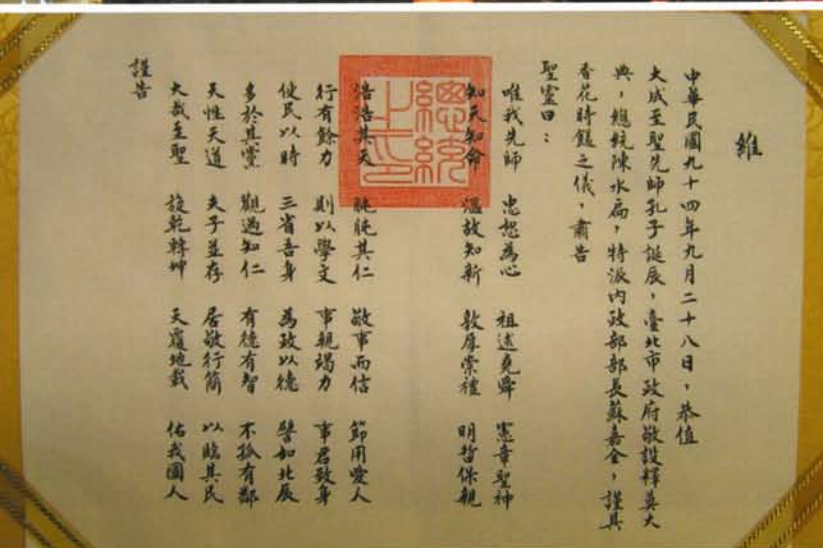 維
中華民國九十四年九月二十八日，恭值
大成至聖先師孔子誕辰，臺北市政府敬設釋奠大
典，總統陳水扁，特派內政部部長蘇嘉全，謹具
香花時饈之儀，肅告
聖靈曰：
唯我先師 忠恕為心 祖述堯舜 憲章聖神
知天知命 溫故知新 敦厚崇禮 明哲保親
浩浩其天 肫肫其仁 敬事而信 節用愛人
行有餘力 則以學文 事親竭力 事君致身
使民以時 三省吾身 為政以德 譬如北辰
多於其黨 觀過知仁 有德有智 不孤有鄰
天性天道 夫子並存 居敬行簡 以臨其民
大哉至聖 旋乾轉坤 天覆地載 佑我國人
謹告
總統之印